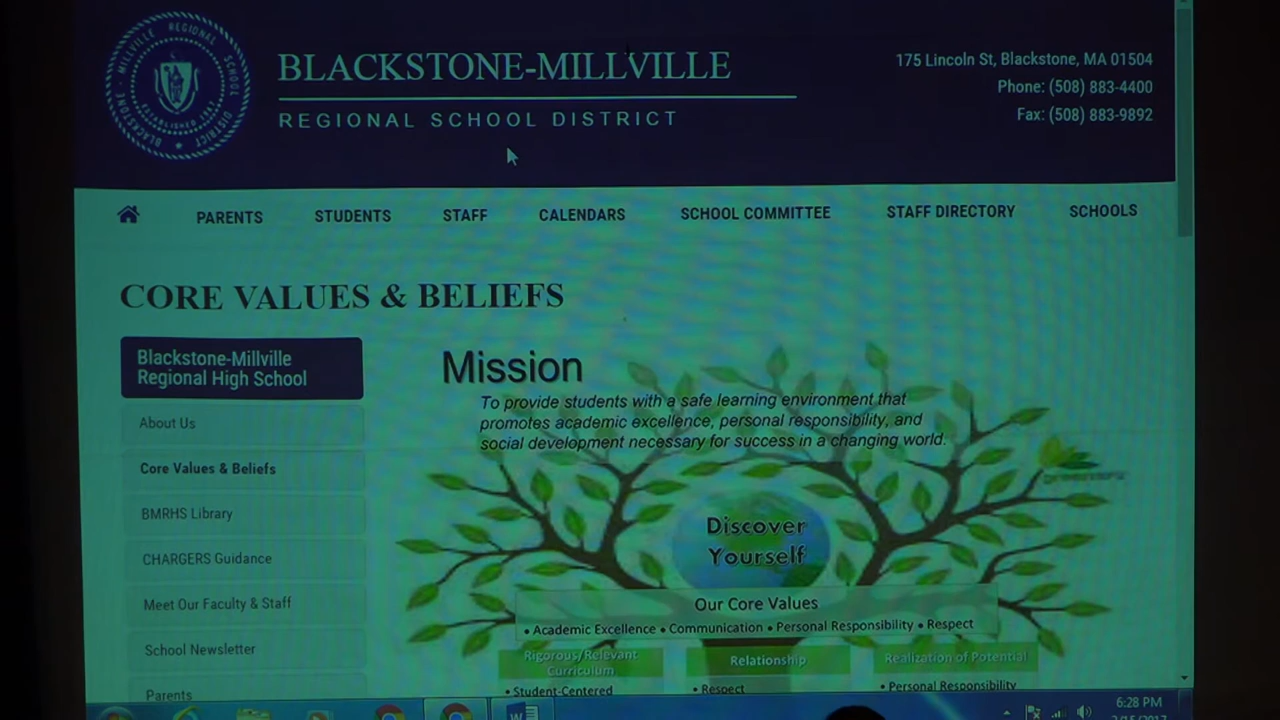 BLACKSTONE-MILLVILLE REGIONAL SCHOOL DISTRICT
BLACKSTONE-MILLVILLE
REGIONAL SCHOOL DISTRICT
175 Lincoln St, Blackstone, MA 01504
Phone: (508) 883-4400
Fax: (508) 883-9892
PARENTS STUDENTS STAFF CALENDARS SCHOOL COMMITTEE STAFF DIRECTORY SCHOOLS
CORE VALUES & BELIEFS
Blackstone-Millville
Regional High School
About Us
Core Values & Beliefs
BMRHS Library
CHARGERS Guidance
Meet Our Faculty & Staff
School Newsletter
Parents
Mission
To provide students with a safe learning environment that
promotes academic excellence, personal responsibility, and
social development necessary for success in a changing world.
Discover
Yourself
Our Core Values
• Academic Excellence • Communication • Personal Responsibility • Respect
Rigorous/Relevant
Curriculum
Relationship
Realization of Potential
• Student-Centered
• Respect
• Personal Responsibility
6:28 PM